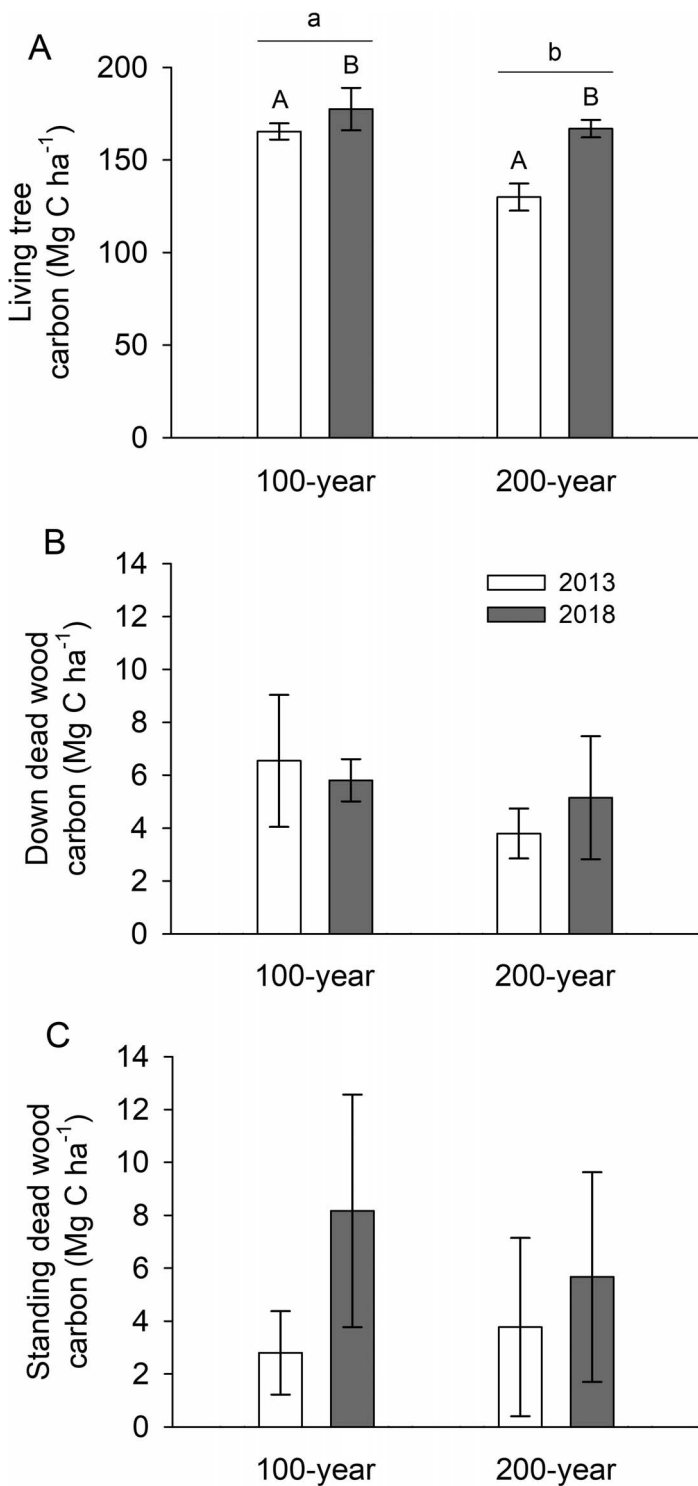 A
a
b
200
A
B
A
B
150
100
50
0
Living tree
carbon (Mg C ha⁻¹)
100-year
200-year
B
14
12
10
8
6
4
2
0
Down dead wood
carbon (Mg C ha⁻¹)
2013
2018
100-year
200-year
C
14
12
10
8
6
4
2
0
Standing dead wood
carbon (Mg C ha⁻¹)
100-year
200-year